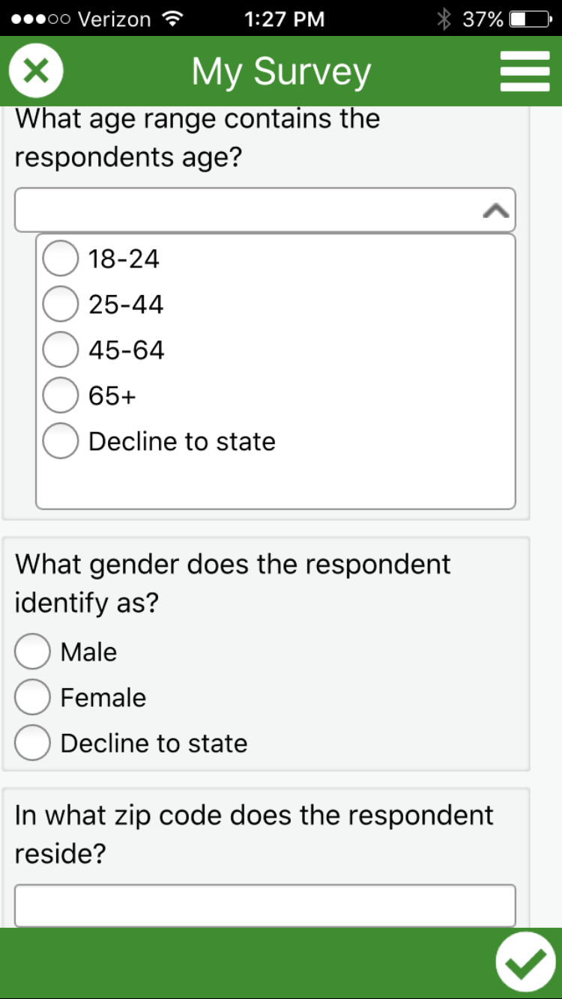 Verizon 1:27 PM 37%
My Survey
What age range contains the
respondents age?
18-24
25-44
45-64
65+
Decline to state
What gender does the respondent
identify as?
Male
Female
Decline to state
In what zip code does the respondent
reside?